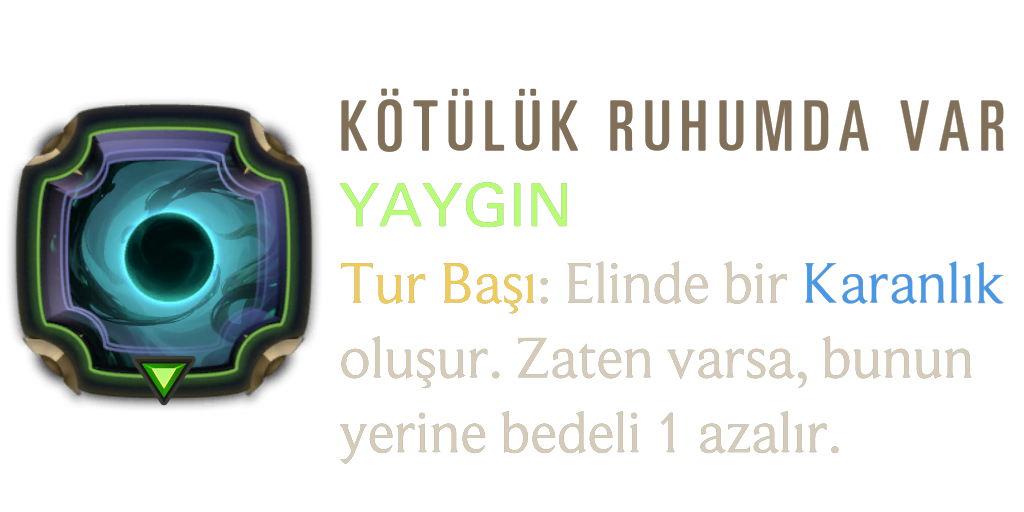 KÖTÜLÜK RUHUMDA VAR
YAYGIN
Tur Başı: Elinde bir Karanlık
oluşur. Zaten varsa, bunun
yerine bedeli 1 azalır.